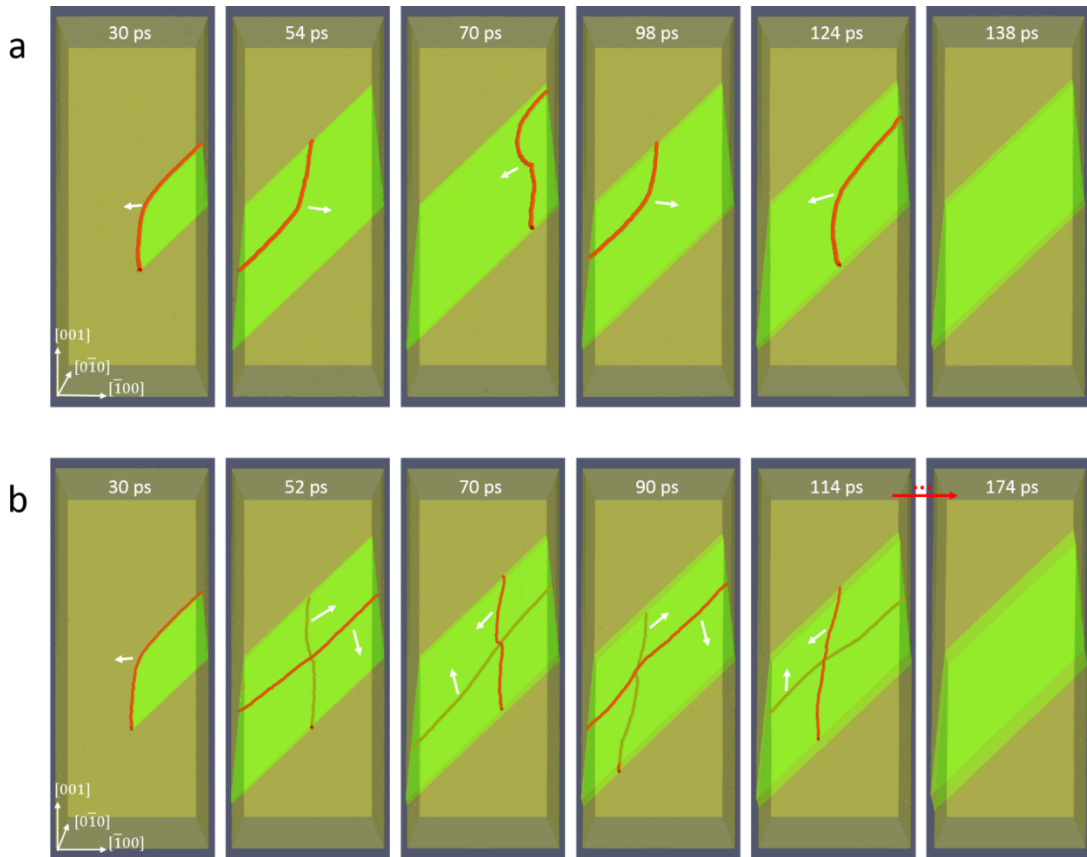 a
30 ps
54 ps
70 ps
98 ps
124 ps
138 ps
[001]
[01̅0]
[1̅00]
b
30 ps
52 ps
70 ps
90 ps
114 ps
...
174 ps
[001]
[01̅0]
[1̅00]